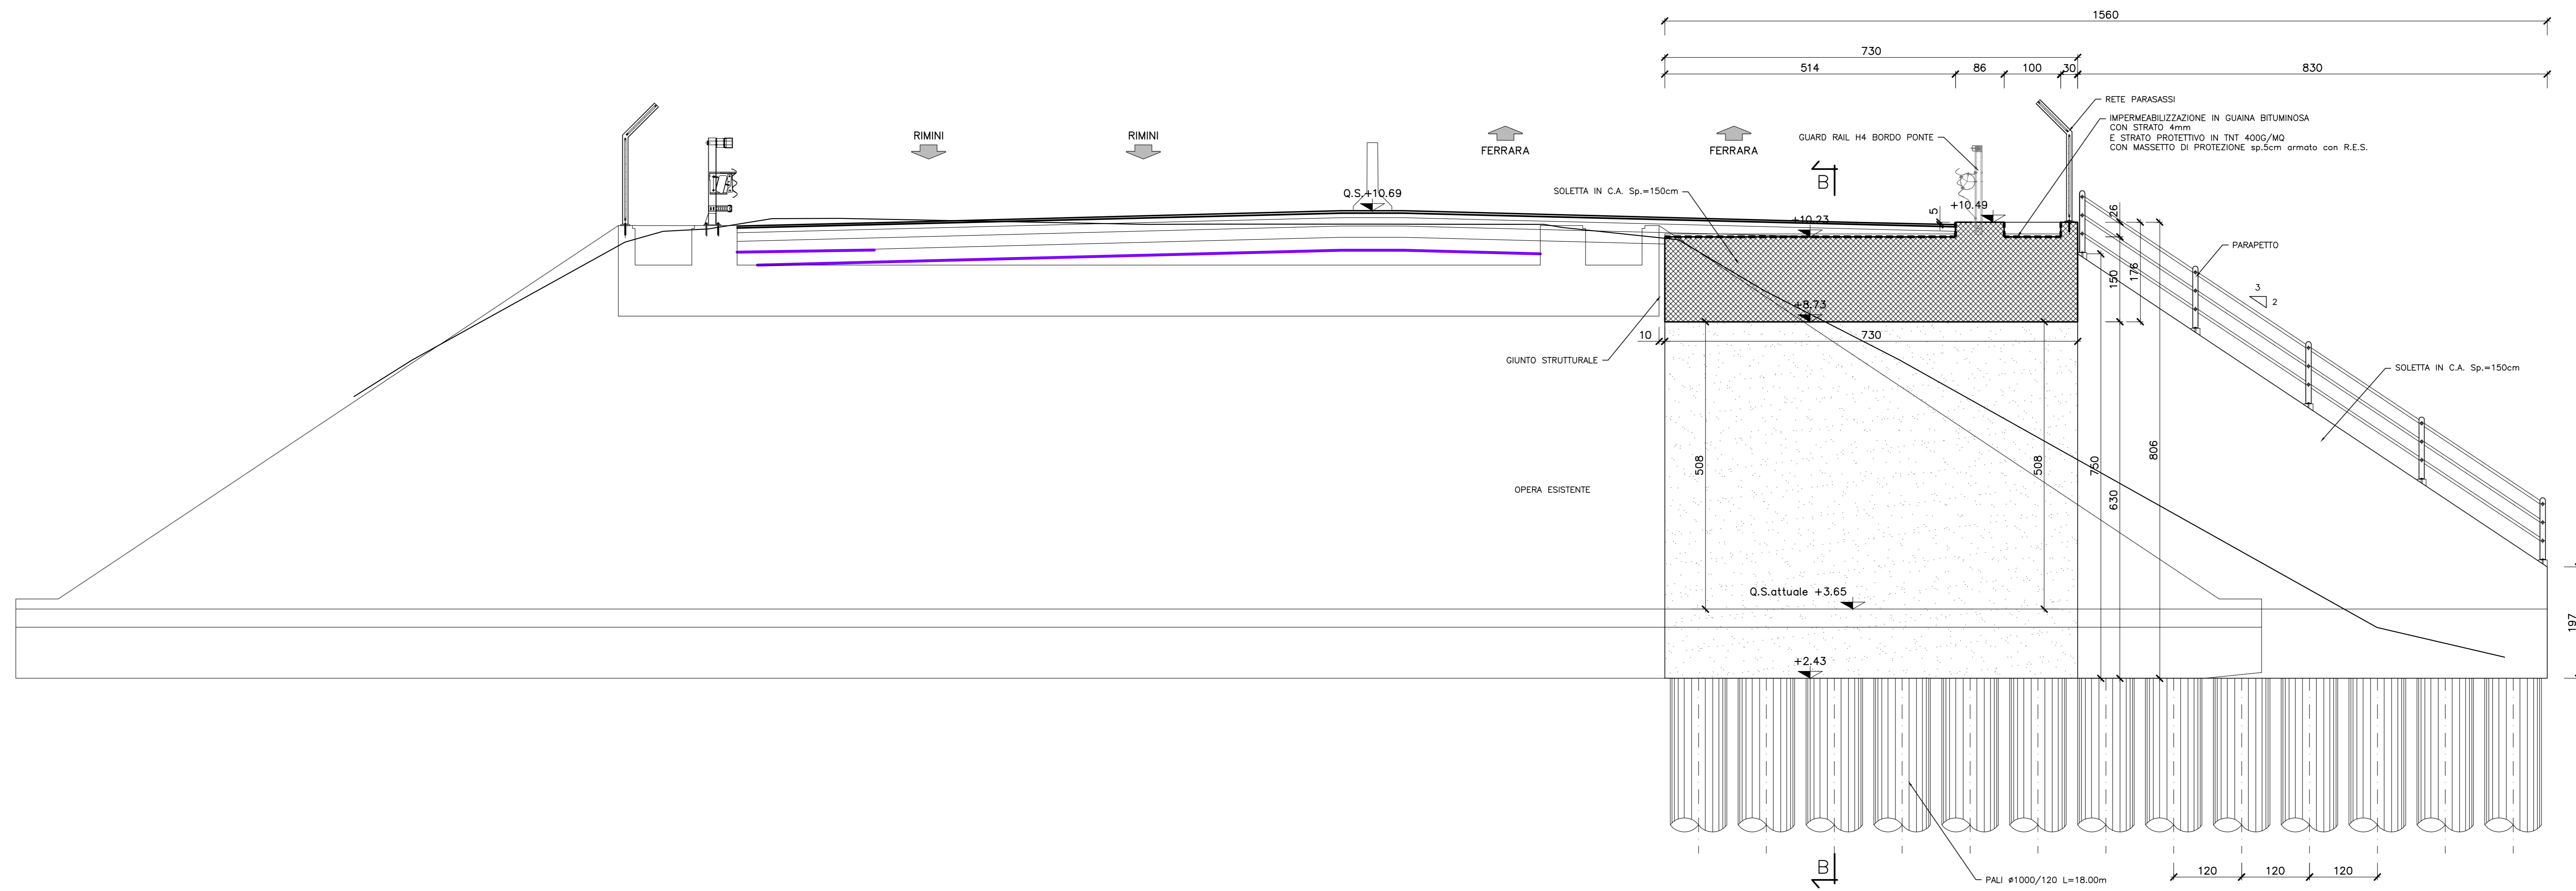 1560
730
514
86
100
30
830
RETE PARASASSI
IMPERMEABILIZZAZIONE IN GUAINA BITUMINOSA
CON STRATO 4mm
E STRATO PROTETTIVO IN TNT 400G/MQ
CON MASSETTO DI PROTEZIONE sp.5cm armato con R.E.S.
RIMINI
RIMINI
FERRARA
FERRARA
GUARD RAIL H4 BORDO PONTE
B
SOLETTA IN C.A. Sp.=150cm
Q.S.+10.69
+10.49
5
+10.23
26
PARAPETTO
150
176
3
2
+8.73
10
730
GIUNTO STRUTTURALE
SOLETTA IN C.A. Sp.=150cm
508
508
750
806
630
OPERA ESISTENTE
Q.S.attuale +3.65
197
+2.43
B
PALI ø1000/120 L=18.00m
120
120
120